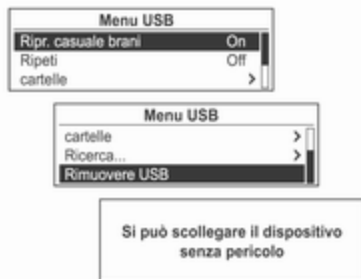 Menu USB
Ripr. casuale brani On
Ripeti Off
cartelle >
Menu USB
cartelle >
Ricerca... >
Rimuovere USB
Si può scollegare il dispositivo
senza pericolo